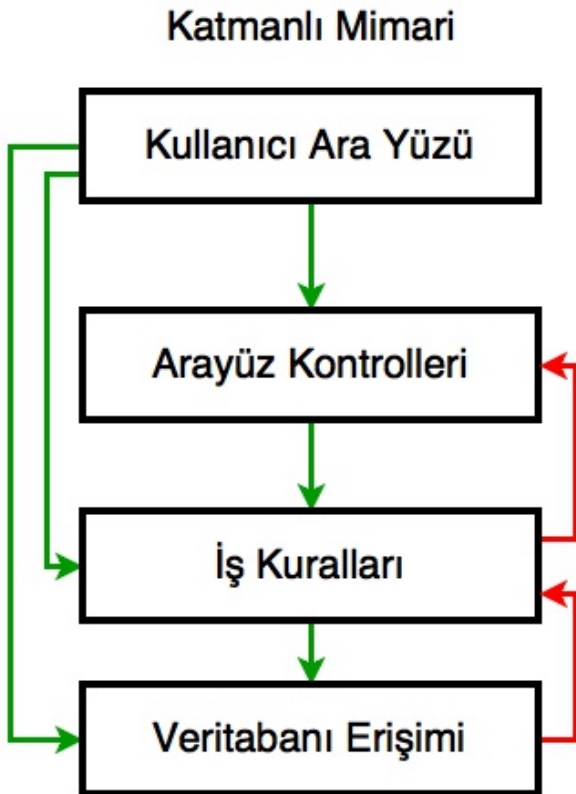 Katmanlı Mimari
Kullanıcı Ara Yüzü
Arayüz Kontrolleri
İş Kuralları
Veritabanı Erişimi